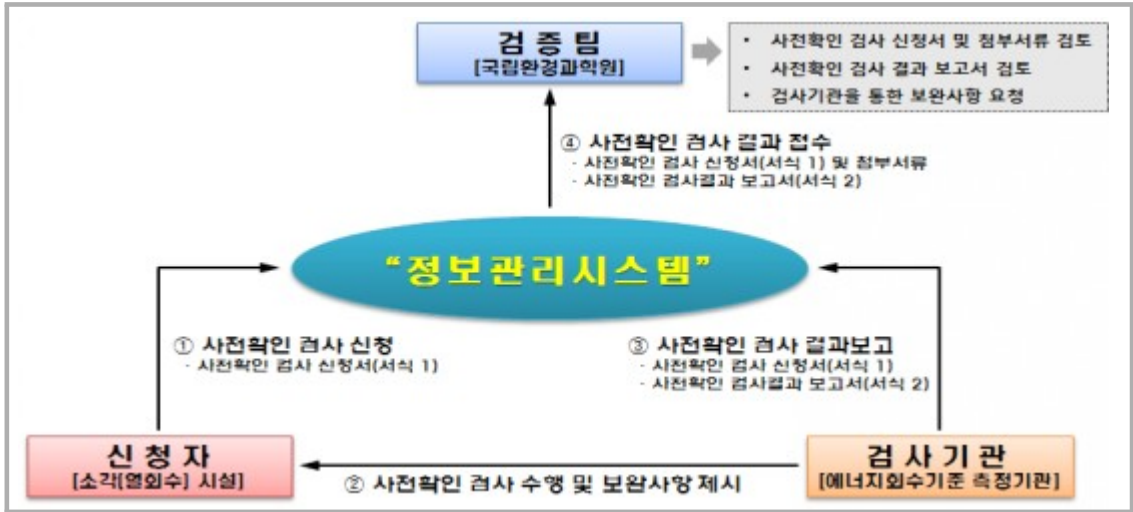 검 증 팀
[국립환경과학원]
• 사전확인 검사 신청서 및 첨부서류 검토
• 사전확인 검사 결과 보고서 검토
• 검사기관을 통한 보완사항 요청
④ 사전확인 검사 결과 접수
- 사전확인 검사 신청서(서식 1) 및 첨부서류
- 사전확인 검사결과 보고서(서식 2)
“정보관리시스템”
① 사전확인 검사 신청
- 사전확인 검사 신청서(서식 1)
③ 사전확인 검사 결과보고
- 사전확인 검사 신청서(서식 1)
- 사전확인 검사결과 보고서(서식 2)
신 청 자
[소각[열회수] 시설]
② 사전확인 검사 수행 및 보완사항 제시
검 사 기 관
[에너지회수기준 측정기관]